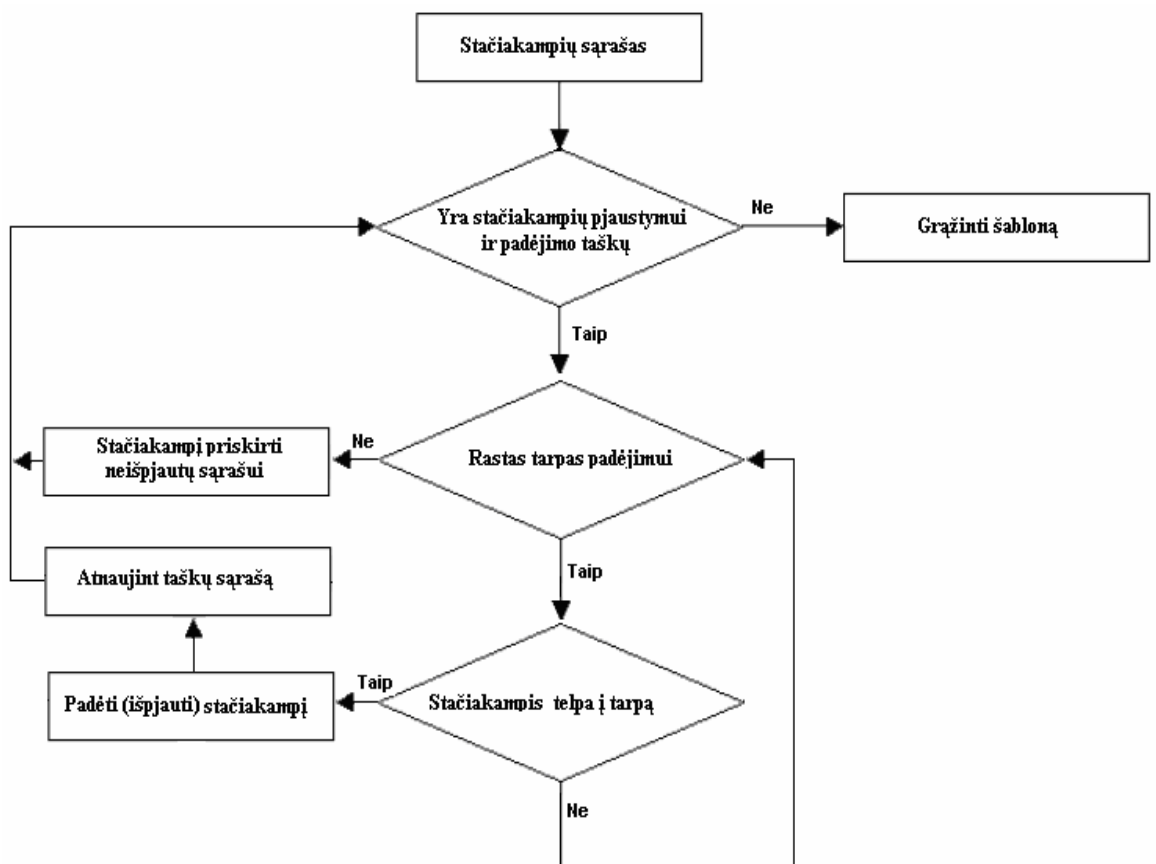 Stačiakampių sąrašas
Yra stačiakampių pjaustymui
ir padėjimo taškų
Ne
Grąžinti šabloną
Taip
Stačiakampį priskirti
neišpjautų sąrašui
Ne
Rastas tarpas padėjimui
Atnaujint taškų sąrašą
Taip
Padėti (išpjauti) stačiakampį
Taip
Stačiakampis telpa į tarpą
Ne